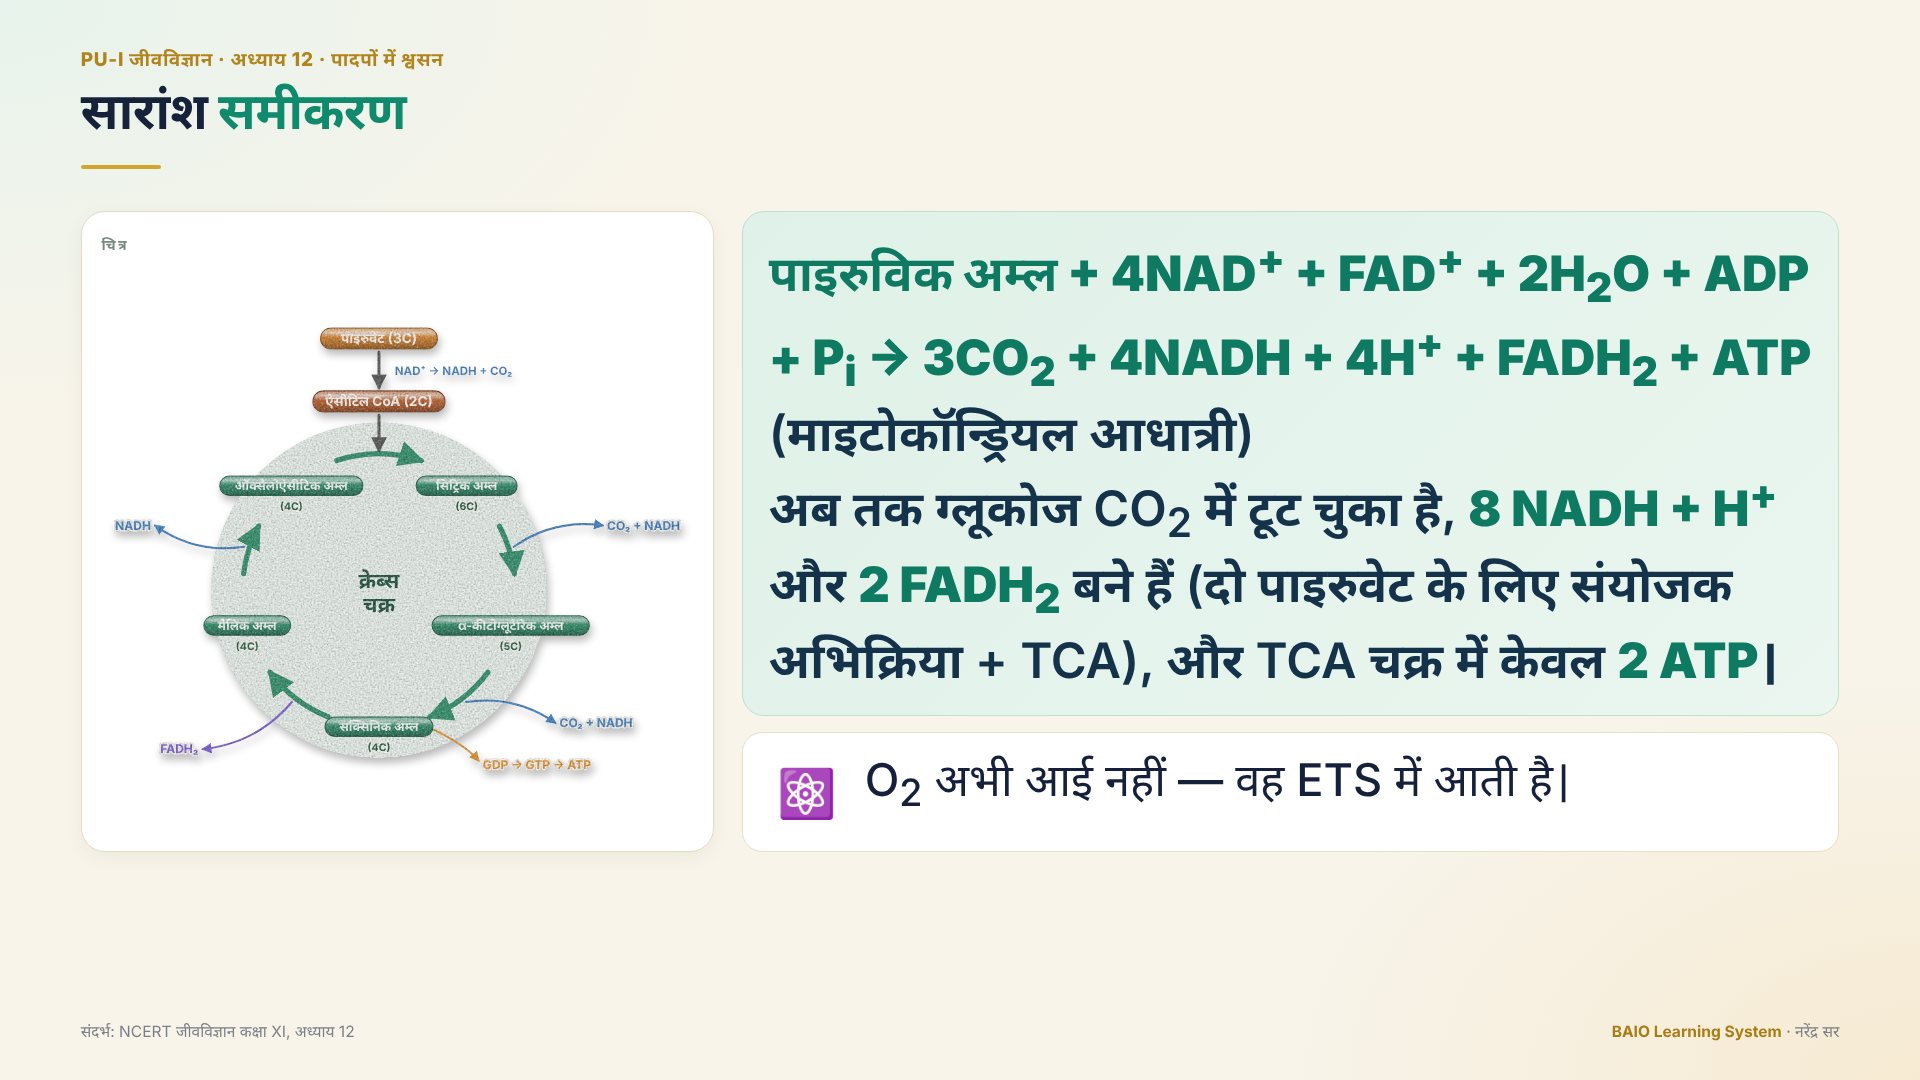 PU-I जीवविज्ञान · अध्याय 12 · पादपों में श्वसन
सारांश समीकरण
चित्र
पाइरुवेट (3C)
NAD⁺ → NADH + CO₂
ऐसीटिल CoA (2C)
ऑक्सैलोऐसीटिक अम्ल
(4C)
सिट्रिक अम्ल
(6C)
NADH
CO₂ + NADH
क्रेब्स
चक्र
मैलिक अम्ल
(4C)
α-कीटोग्लूटेरिक अम्ल
(5C)
सक्सिनिक अम्ल
(4C)
CO₂ + NADH
FADH₂
GDP → GTP → ATP
पाइरुविक अम्ल + 4NAD⁺ + FAD⁺ + 2H₂O + ADP
+ Pᵢ → 3CO₂ + 4NADH + 4H⁺ + FADH₂ + ATP
(माइटोकॉन्ड्रियल आधात्री)
अब तक ग्लूकोज CO₂ में टूट चुका है, 8 NADH + H⁺
और 2 FADH₂ बने हैं (दो पाइरुवेट के लिए संयोजक
अभिक्रिया + TCA), और TCA चक्र में केवल 2 ATP|
O₂ अभी आई नहीं — वह ETS में आती है|
संदर्भ: NCERT जीवविज्ञान कक्षा XI, अध्याय 12
BAIO Learning System · नरेंद्र सर